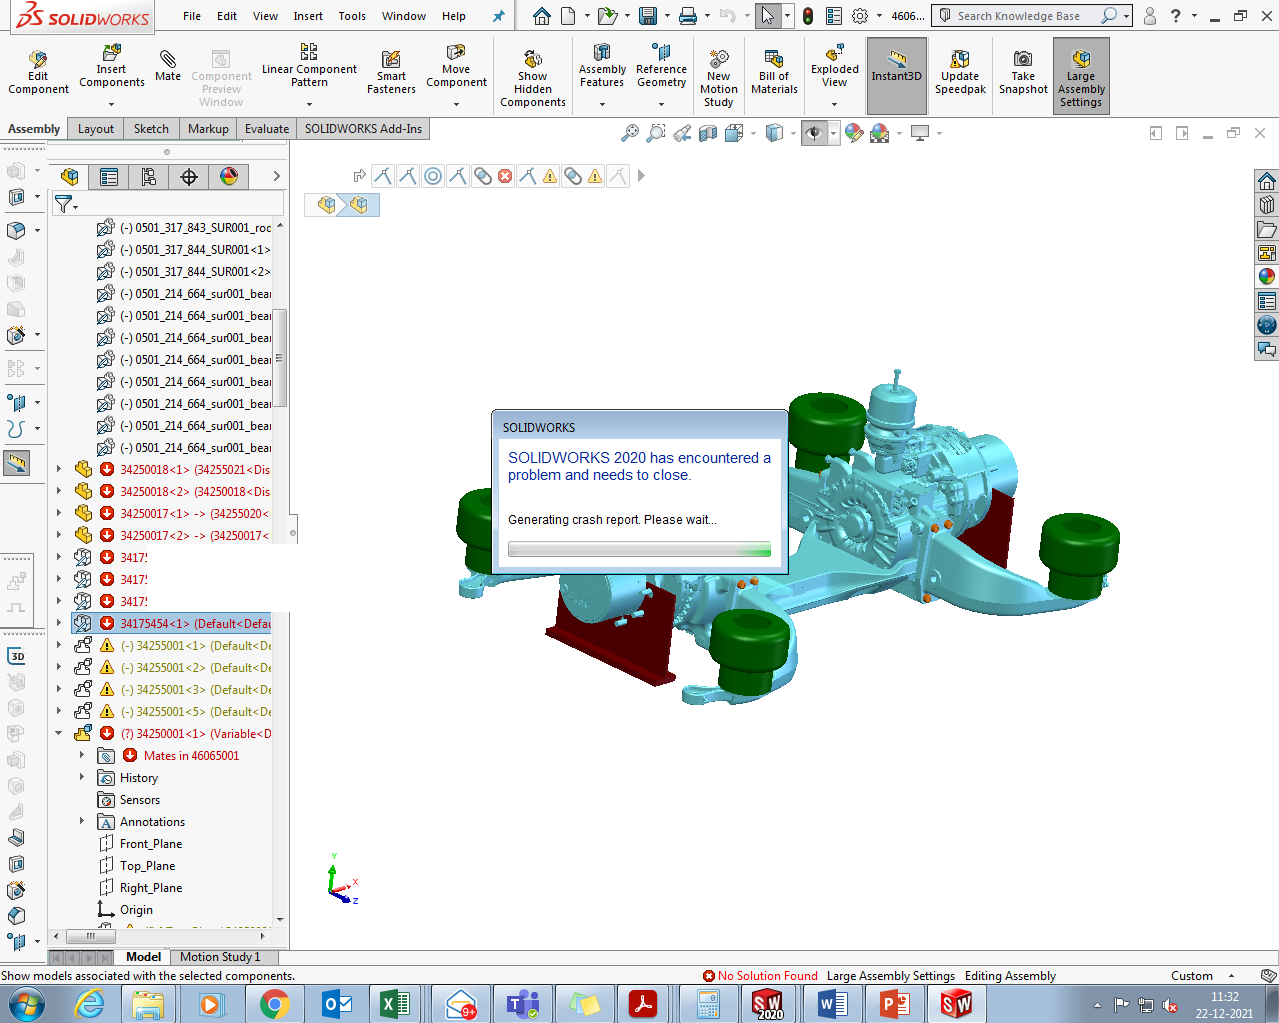 SOLIDWORKS
File Edit View Insert Tools Window Help
4606...
Search Knowledge Base
Edit Component
Insert Components
Mate
Component Preview Window
Linear Component Pattern
Smart Fasteners
Move Component
Show Hidden Components
Assembly Features
Reference Geometry
New Motion Study
Bill of Materials
Exploded View
Instant3D
Update Speedpak
Take Snapshot
Large Assembly Settings
Assembly Layout Sketch Markup Evaluate SOLIDWORKS Add-Ins
(-) 0501_317_843_SUR001_roc
(-) 0501_317_844_SUR001<1>
(-) 0501_317_844_SUR001<2>
(-) 0501_214_664_sur001_bear
(-) 0501_214_664_sur001_bear
(-) 0501_214_664_sur001_bear
(-) 0501_214_664_sur001_bear
(-) 0501_214_664_sur001_bear
(-) 0501_214_664_sur001_bear
(-) 0501_214_664_sur001_bear
(-) 0501_214_664_sur001_bear
34250018<1> (34255021<Dis
34250018<2> (34250018<Dis
34250017<1> -> (34255020<
34250017<2> -> (34250017<
3417
3417
3417
34175454<1> (Default<Defau
(-) 34255001<1> (Default<De
(-) 34255001<2> (Default<De
(-) 34255001<3> (Default<De
(-) 34255001<5> (Default<De
(?) 34250001<1> (Variable<D
Mates in 46065001
History
Sensors
Annotations
Front_Plane
Top_Plane
Right_Plane
Origin
SOLIDWORKS
SOLIDWORKS 2020 has encountered a
problem and needs to close.
Generating crash report. Please wait...
Y
X
Z
3D
Model Motion Study 1
Show models associated with the selected components.
No Solution Found Large Assembly Settings Editing Assembly Custom
9+
SW 2020
SW
11:32
22-12-2021